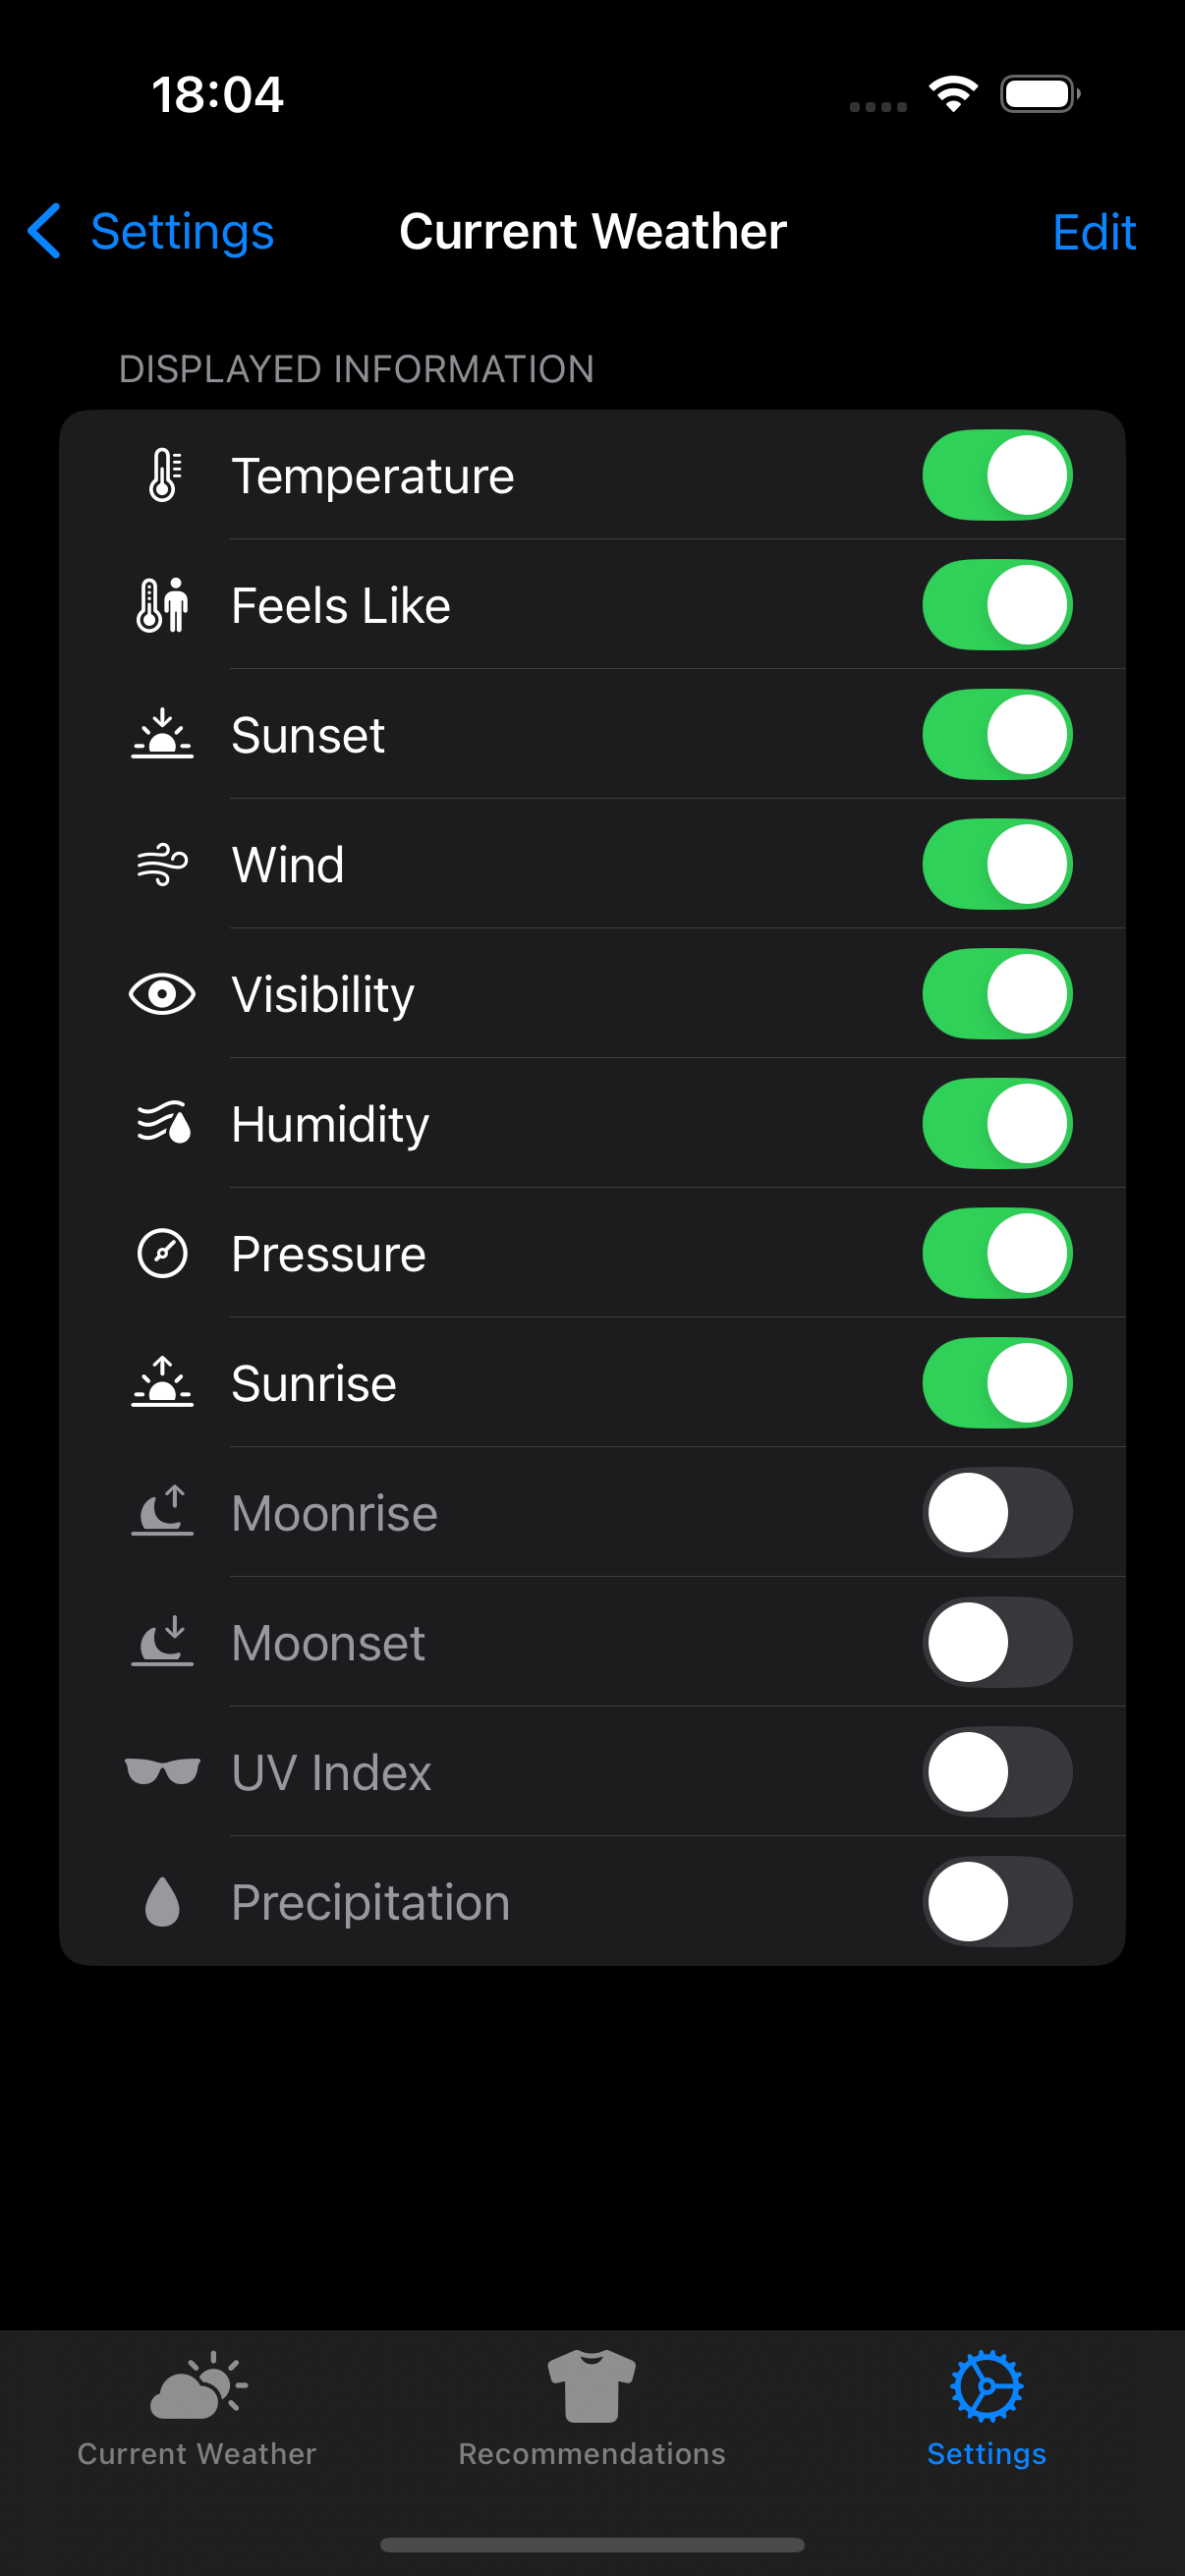 18:04
Settings
Current Weather
Edit
DISPLAYED INFORMATION
Temperature
Feels Like
Sunset
Wind
Visibility
Humidity
Pressure
Sunrise
Moonrise
Moonset
UV Index
Precipitation
Current Weather
Recommendations
Settings